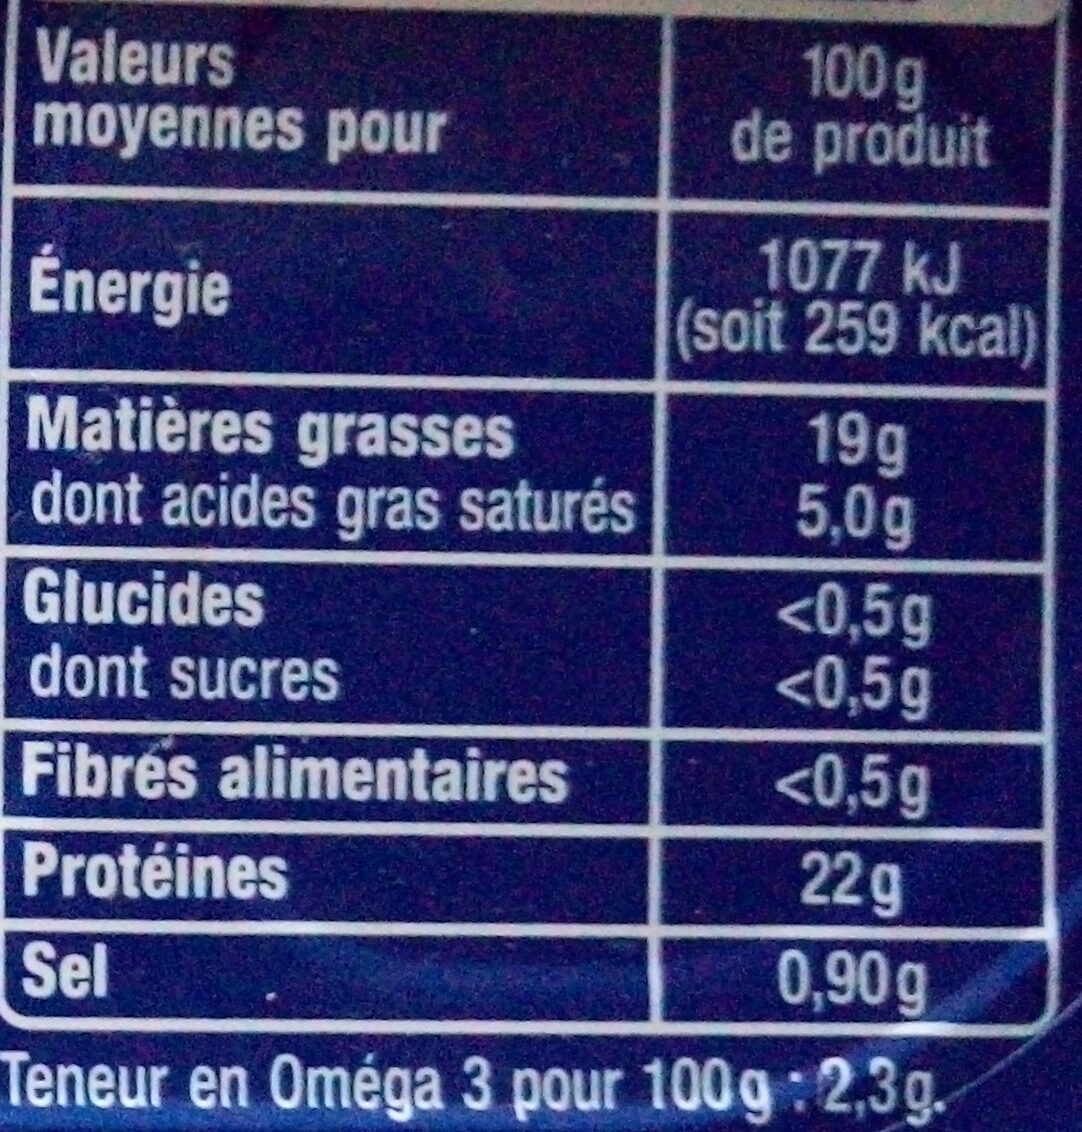 Valeurs
moyennes pour
100g
de produit
Énergie
1077 kJ
(soit 259 kcal)
Matières grasses
19g
dont acides gras saturés
5,0g
Glucides
<0,5g
dont sucres
<0,5g
Fibres alimentaires
<0,5g
Protéines
22g
Sel
0,90g
Teneur en Oméga 3 pour 100g : 2,3g.